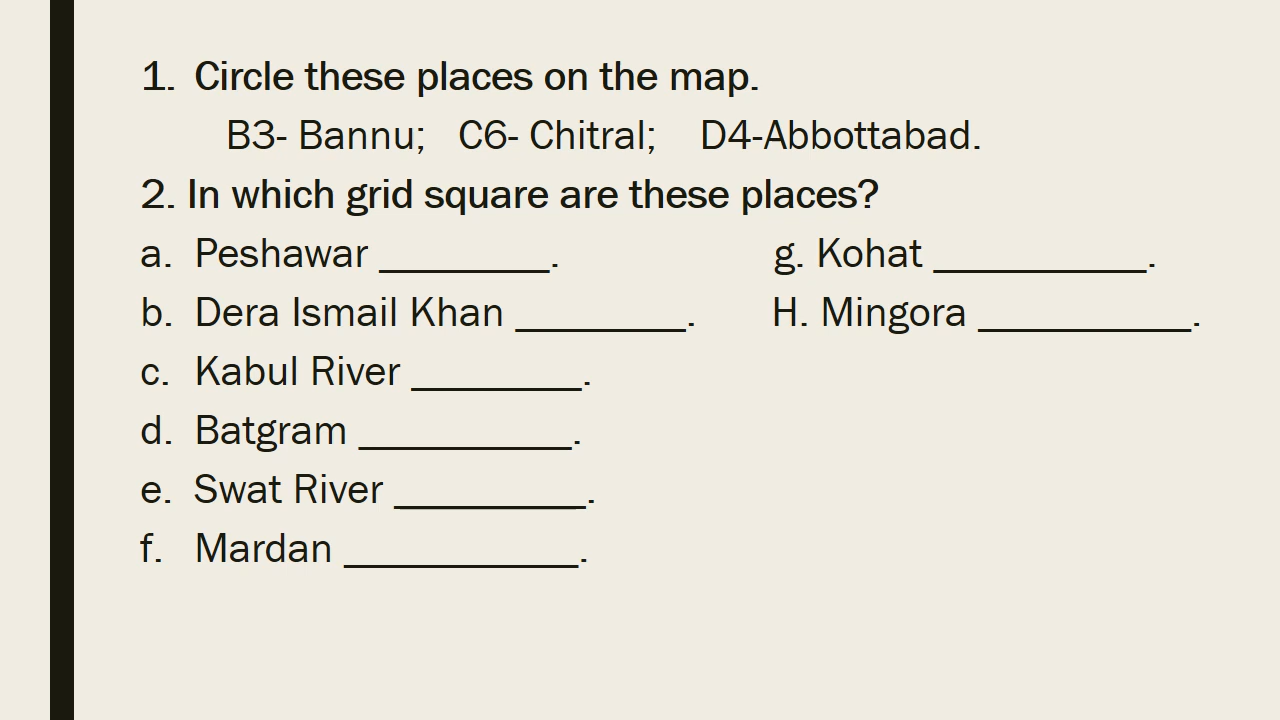 1. Circle these places on the map.
B3- Bannu; C6- Chitral; D4-Abbottabad.
2. In which grid square are these places?
a. Peshawar ________. g. Kohat __________.
b. Dera Ismail Khan ________. H. Mingora __________.
c. Kabul River ________.
d. Batgram __________.
e. Swat River _________.
f. Mardan ___________.